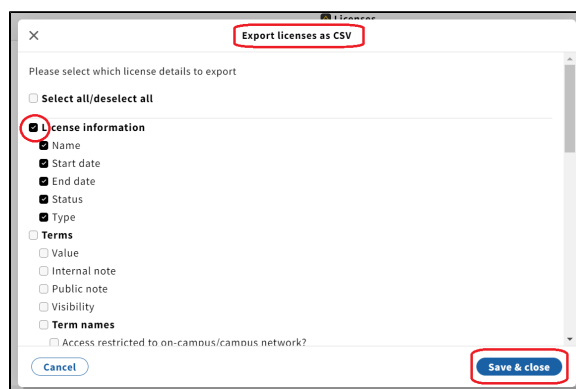 Licenses
Export licenses as CSV
Please select which license details to export
Select all/deselect all
License information
Name
Start date
End date
Status
Type
Terms
Value
Internal note
Public note
Visibility
Term names
Access restricted to on-campus/campus network?
Cancel
Save & close